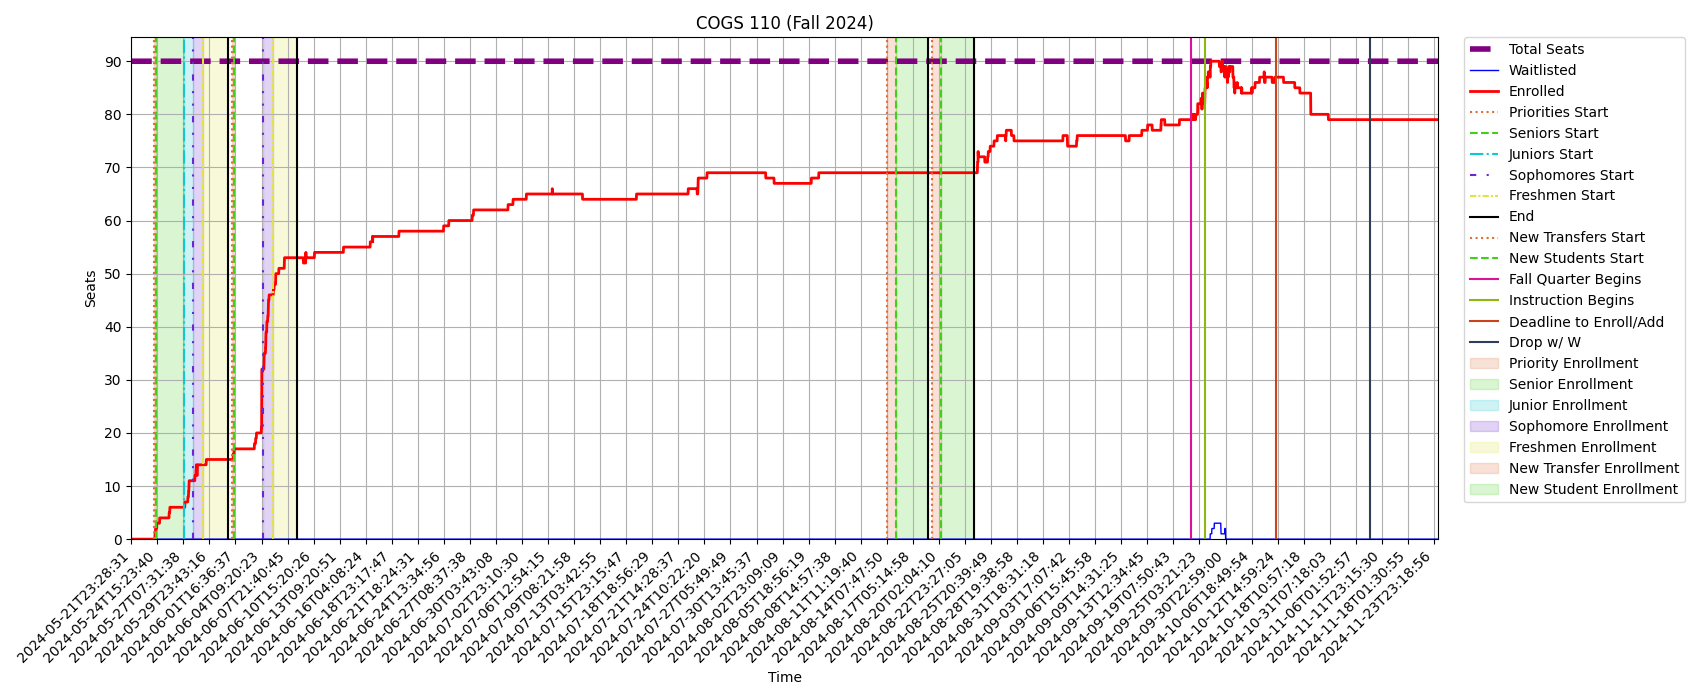 COGS 110 (Fall 2024)
Seats
90
80
70
60
50
40
30
20
10
0
2024-05-21T23:28:31
2024-05-24T15:23:40
2024-05-27T07:31:38
2024-05-29T23:43:16
2024-06-01T16:36:37
2024-06-04T09:20:23
2024-06-07T21:40:45
2024-06-10T15:20:26
2024-06-13T09:20:51
2024-06-16T04:08:24
2024-06-18T23:17:47
2024-06-21T18:24:31
2024-06-24T13:34:56
2024-06-27T08:37:38
2024-06-30T03:43:08
2024-07-02T23:10:30
2024-07-06T12:54:15
2024-07-09T08:21:58
2024-07-13T03:42:55
2024-07-15T23:15:47
2024-07-18T18:56:29
2024-07-21T14:28:37
2024-07-24T10:22:20
2024-07-27T05:49:49
2024-07-30T13:45:37
2024-08-02T23:09:09
2024-08-05T18:56:19
2024-08-08T14:57:38
2024-08-11T11:19:40
2024-08-14T07:47:50
2024-08-17T05:14:58
2024-08-20T02:04:10
2024-08-22T23:27:05
2024-08-25T20:39:49
2024-08-28T19:38:58
2024-08-31T18:31:18
2024-09-03T17:07:42
2024-09-06T15:45:58
2024-09-09T14:31:25
2024-09-13T12:34:45
2024-09-19T07:50:43
2024-09-25T03:21:23
2024-09-30T22:59:00
2024-10-06T18:49:54
2024-10-12T14:59:24
2024-10-18T10:57:18
2024-10-31T07:18:03
2024-11-06T01:52:57
2024-11-11T23:15:30
2024-11-18T01:30:55
2024-11-23T23:18:56
Time
Total Seats
Waitlisted
Enrolled
Priorities Start
Seniors Start
Juniors Start
Sophomores Start
Freshmen Start
End
New Transfers Start
New Students Start
Fall Quarter Begins
Instruction Begins
Deadline to Enroll/Add
Drop w/ W
Priority Enrollment
Senior Enrollment
Junior Enrollment
Sophomore Enrollment
Freshmen Enrollment
New Transfer Enrollment
New Student Enrollment